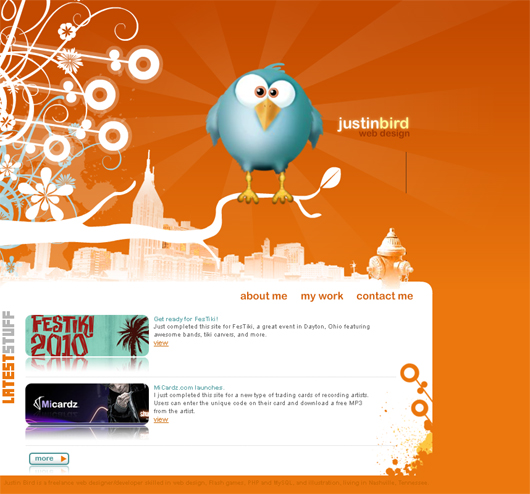 justinbird
web design
about me my work contact me
LATESTSTUFF
FESTIKI
2010
Get ready for FesTiki!
Just completed this site for FesTiki, a great event in Dayton, Ohio featuring
awesome bands, tiki carvers, and more.
view
Micardz
MiCardz.com launches.
I just completed this site for a new type of trading cards of recording artists.
Users can enter the unique code on their card and download a free MP3
from the artist.
view
more
Justin Bird is a freelance web designer/developer skilled in web design, Flash games, PHP and MySQL, and illustration, living in Nashville, Tennessee.